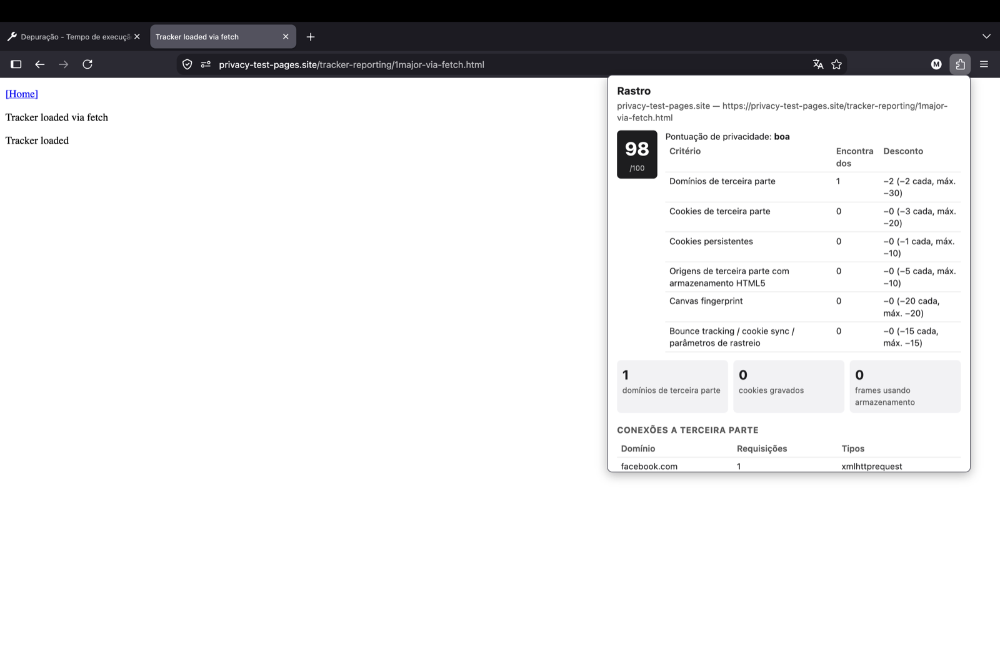 Depuração - Tempo de execuçã
Tracker loaded via fetch
privacy-test-pages.site/tracker-reporting/1major-via-fetch.html
M
[Home]
Tracker loaded via fetch
Tracker loaded
Rastro
privacy-test-pages.site — https://privacy-test-pages.site/tracker-reporting/1major-
via-fetch.html
98
/100
Pontuação de privacidade: boa
Critério Encontra Desconto
dos
Domínios de terceira parte 1 −2 (−2 cada, máx.
−30)
Cookies de terceira parte 0 −0 (−3 cada, máx.
−20)
Cookies persistentes 0 −0 (−1 cada, máx.
−10)
Origens de terceira parte com 0 −0 (−5 cada, máx.
armazenamento HTML5 −10)
Canvas fingerprint 0 −0 (−20 cada,
máx. −20)
Bounce tracking / cookie sync / 0 −0 (−15 cada,
parâmetros de rastreio máx. −15)
1 0 0
domínios de terceira parte cookies gravados frames usando
armazenamento
CONEXÕES A TERCEIRA PARTE
Domínio Requisições Tipos
facebook.com 1 xmlhttprequest